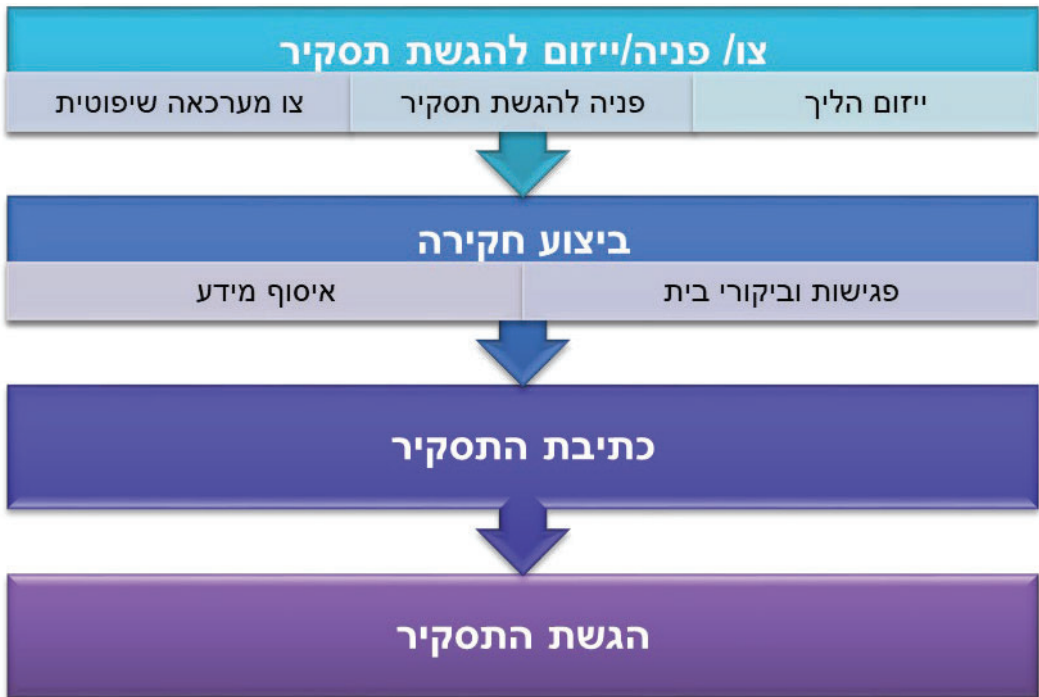 צו/ פניה/ייזום להגשת תסקיר
ייזום הליך
פניה להגשת תסקיר
צו מערכאה שיפוטית
ביצוע חקירה
פגישות וביקורי בית
איסוף מידע
כתיבת התסקיר
הגשת התסקיר